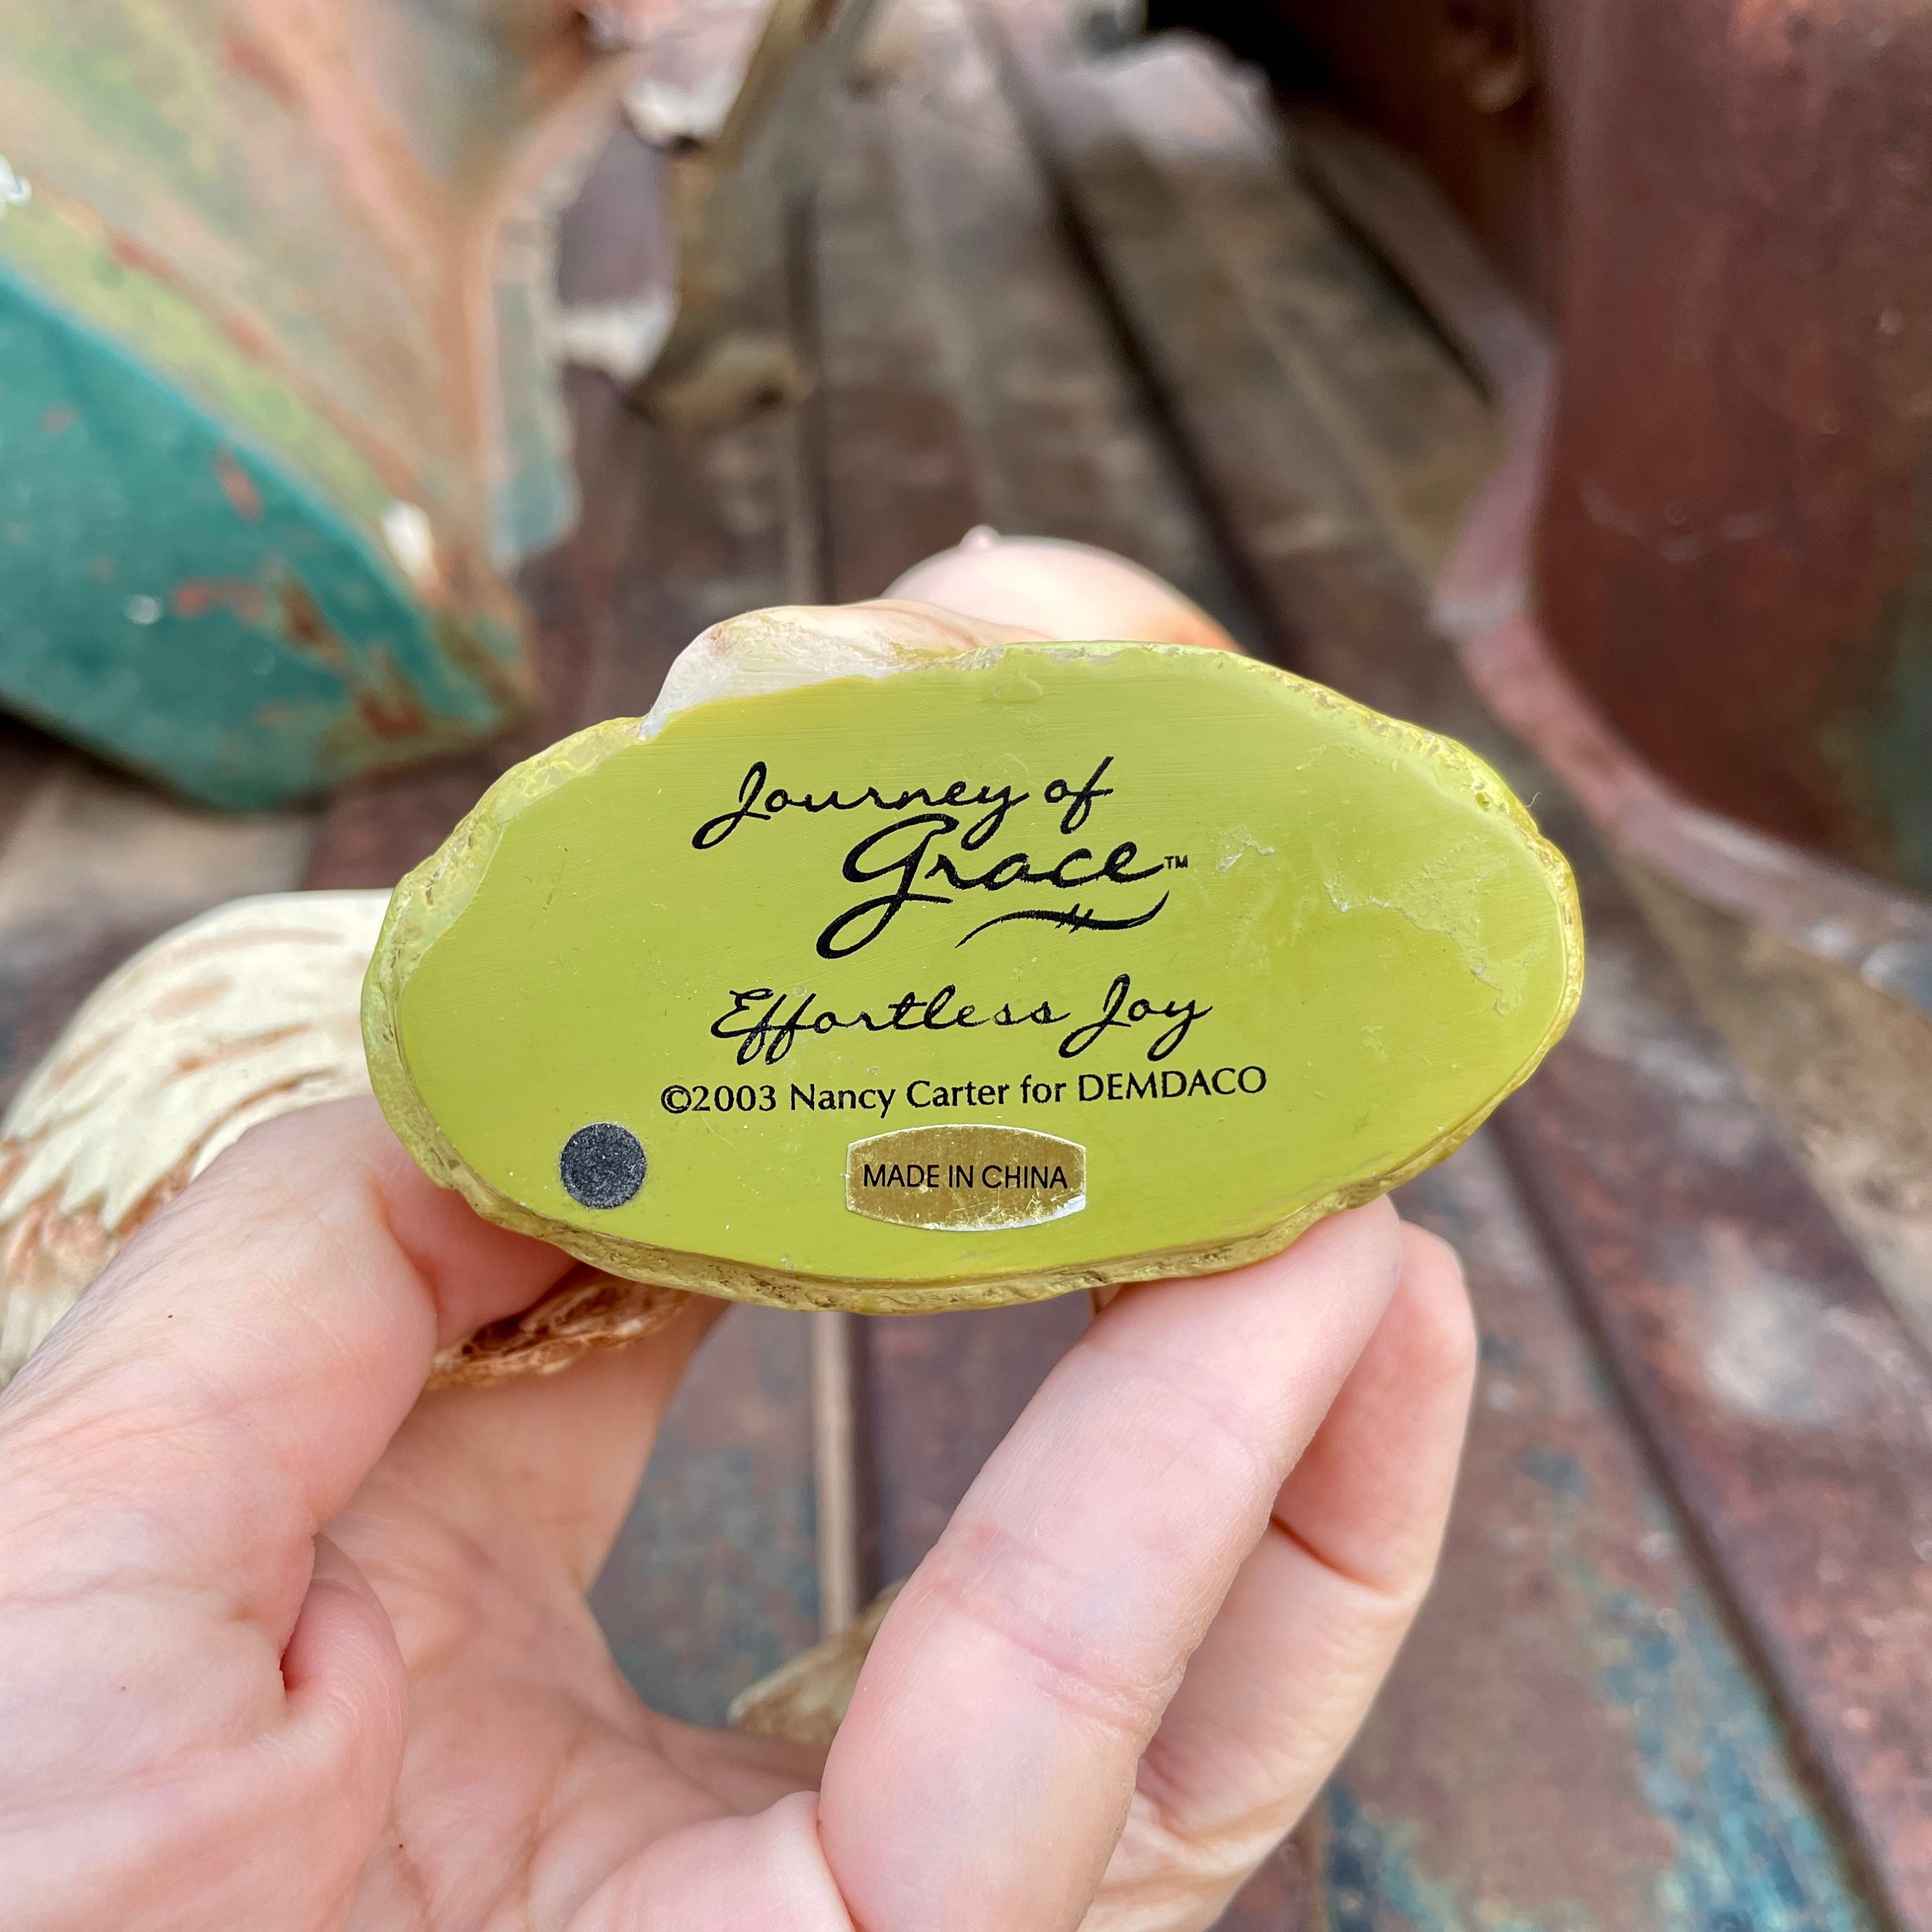 Journey of
Grace™
Effortless Joy
©2003 Nancy Carter for DEMDACO
MADE IN CHINA